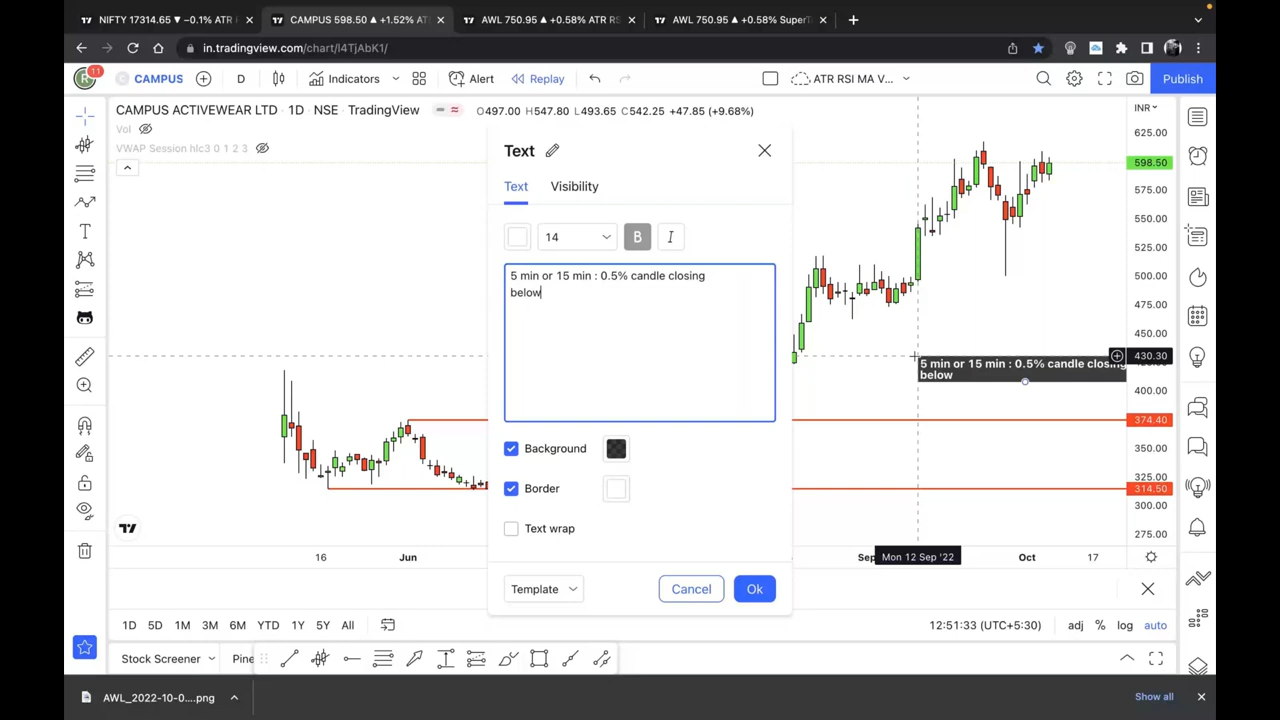 NIFTY 17314.65 ▼ −0.1% ATR
CAMPUS 598.50 ▲ +1.52% AT
AWL 750.95 ▲ +0.58% ATR RS
AWL 750.95 ▲ +0.58% SuperT
in.tradingview.com/chart/I4TjAbK1/
11
CAMPUS
D
Indicators
Alert
Replay
ATR RSI MA V...
Publish
CAMPUS ACTIVEWEAR LTD · 1D · NSE · TradingView
O497.00 H547.80 L493.65 C542.25 +47.85 (+9.68%)
INR
Vol
VWAP Session hlc3 0 1 2 3
Text
Text
Visibility
14
B
I
5 min or 15 min : 0.5% candle closing
below
Background
Border
Text wrap
Template
Cancel
Ok
5 min or 15 min : 0.5% candle closing
below
625.00
598.50
575.00
550.00
525.00
500.00
475.00
450.00
430.30
400.00
374.40
350.00
325.00
314.50
300.00
275.00
16
Jun
Sep
Mon 12 Sep '22
Oct
17
1D
5D
1M
3M
6M
YTD
1Y
5Y
All
12:51:33 (UTC+5:30)
adj
%
log
auto
Stock Screener
Pine
AWL_2022-10-0....png
Show all